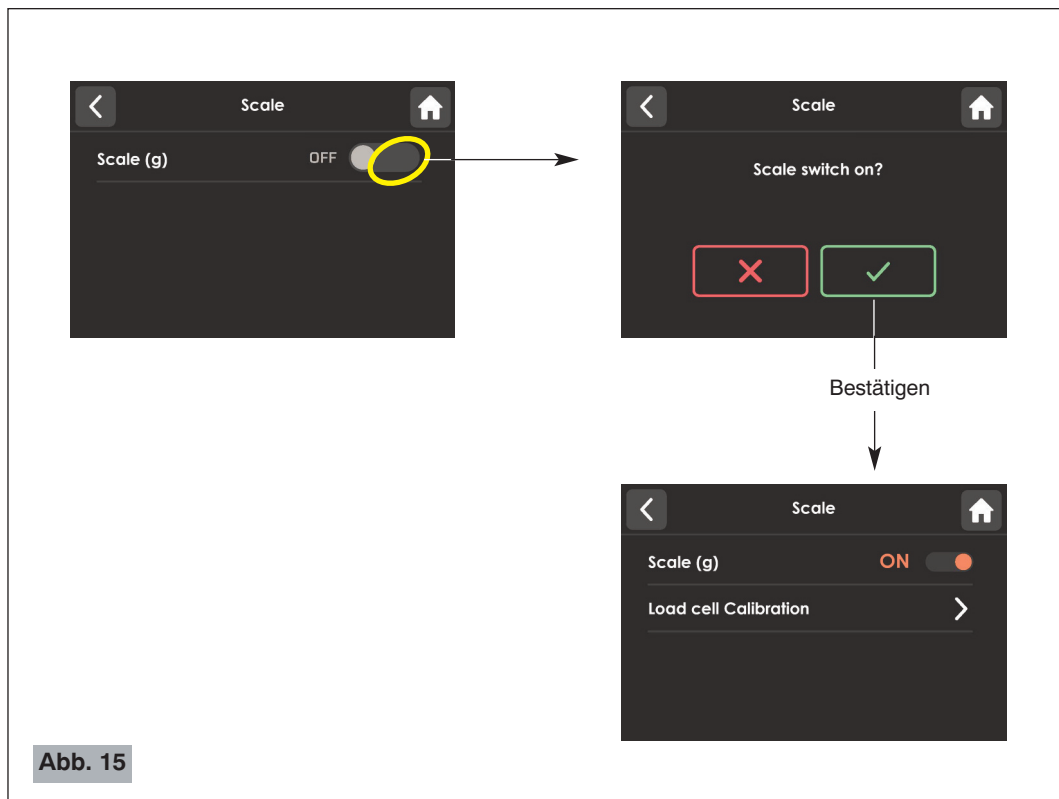 Scale
Scale (g) OFF
Scale
Scale switch on?
Bestätigen
Scale
Scale (g) ON
Load cell Calibration
Abb. 15